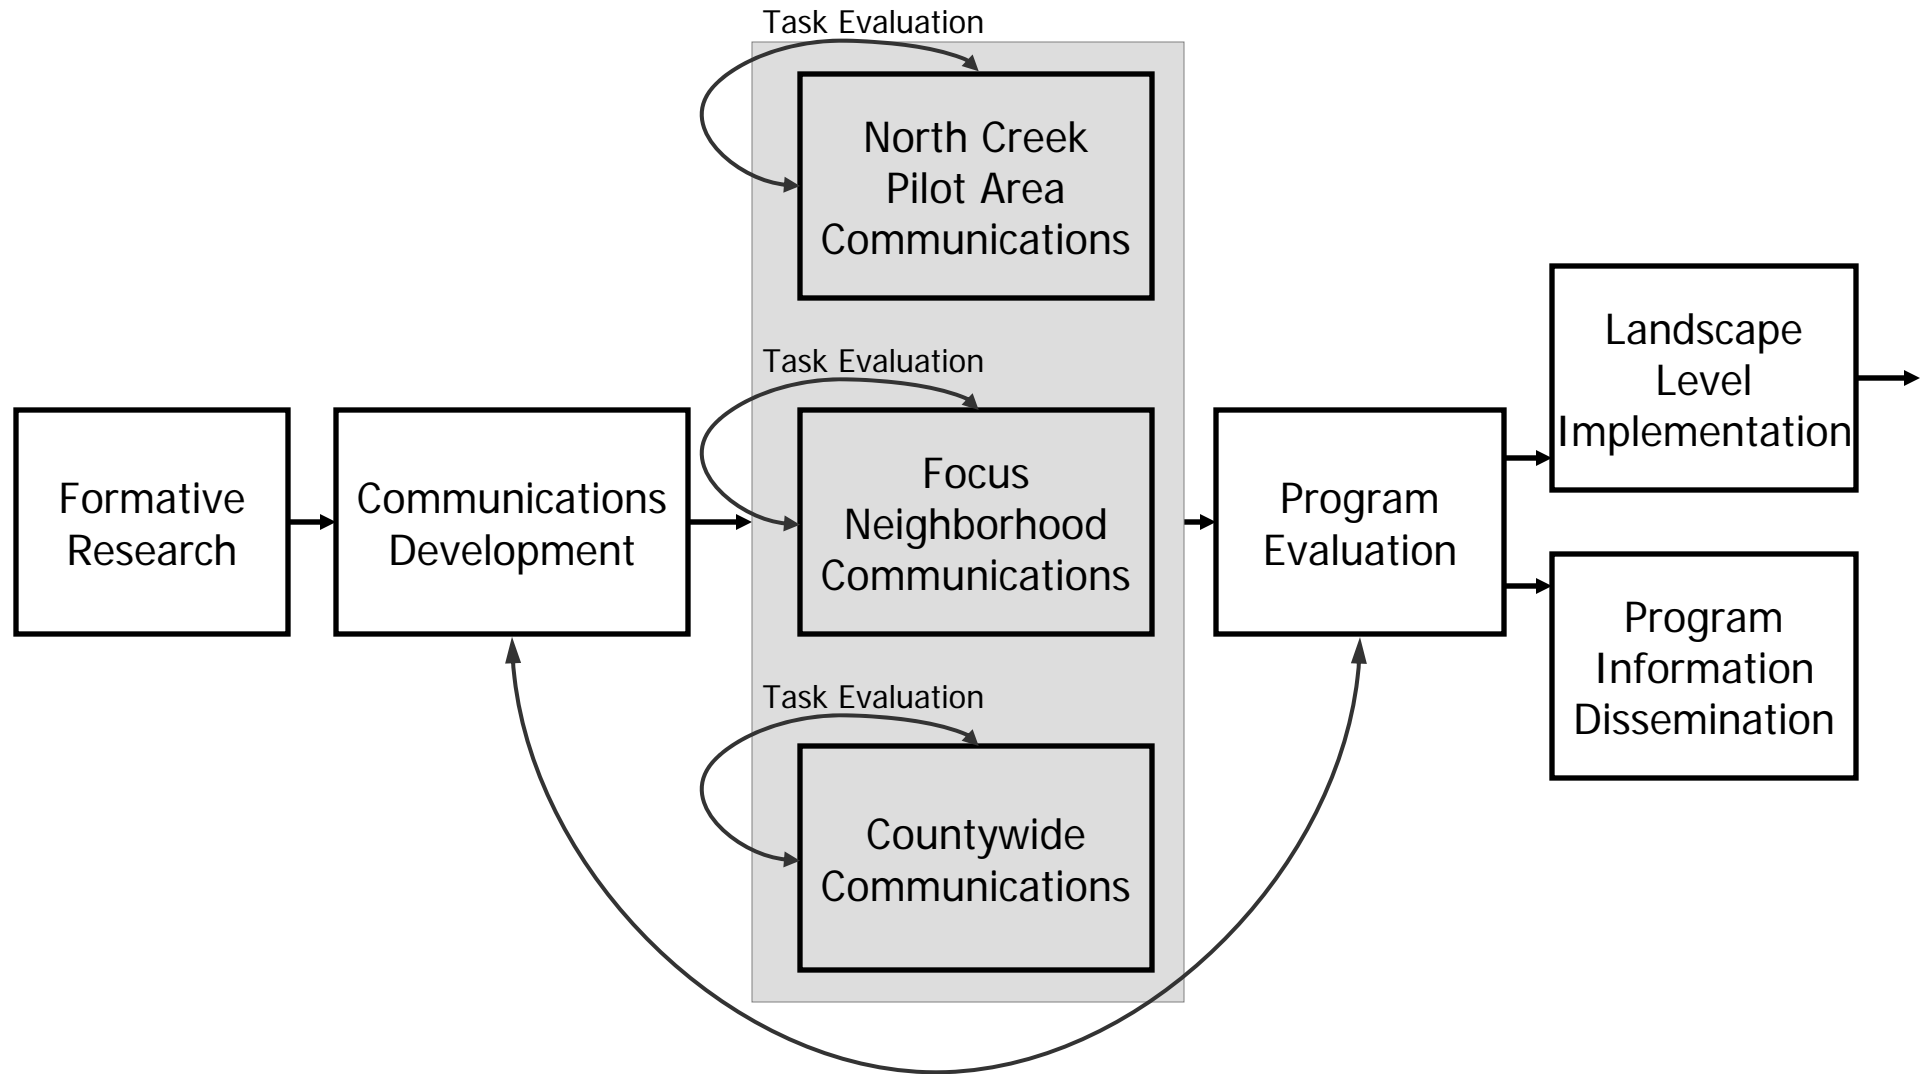 Task Evaluation
North Creek
Pilot Area
Communications
Task Evaluation
Formative
Research
Communications
Development
Focus
Neighborhood
Communications
Task Evaluation
Countywide
Communications
Program
Evaluation
Landscape
Level
Implementation
Program
Information
Dissemination